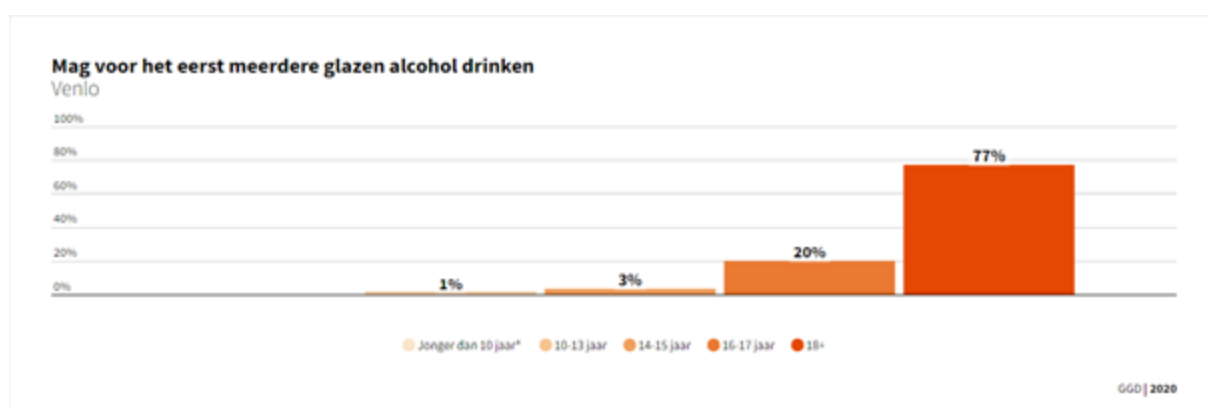 Mag voor het eerst meerdere glazen alcohol drinken
Venlo
100%
80%
77%
60%
40%
20%
20%
3%
1%
0%
Jonger dan 10 jaar* 10-13 jaar 14-15 jaar 16-17 jaar 18+
GGD | 2020